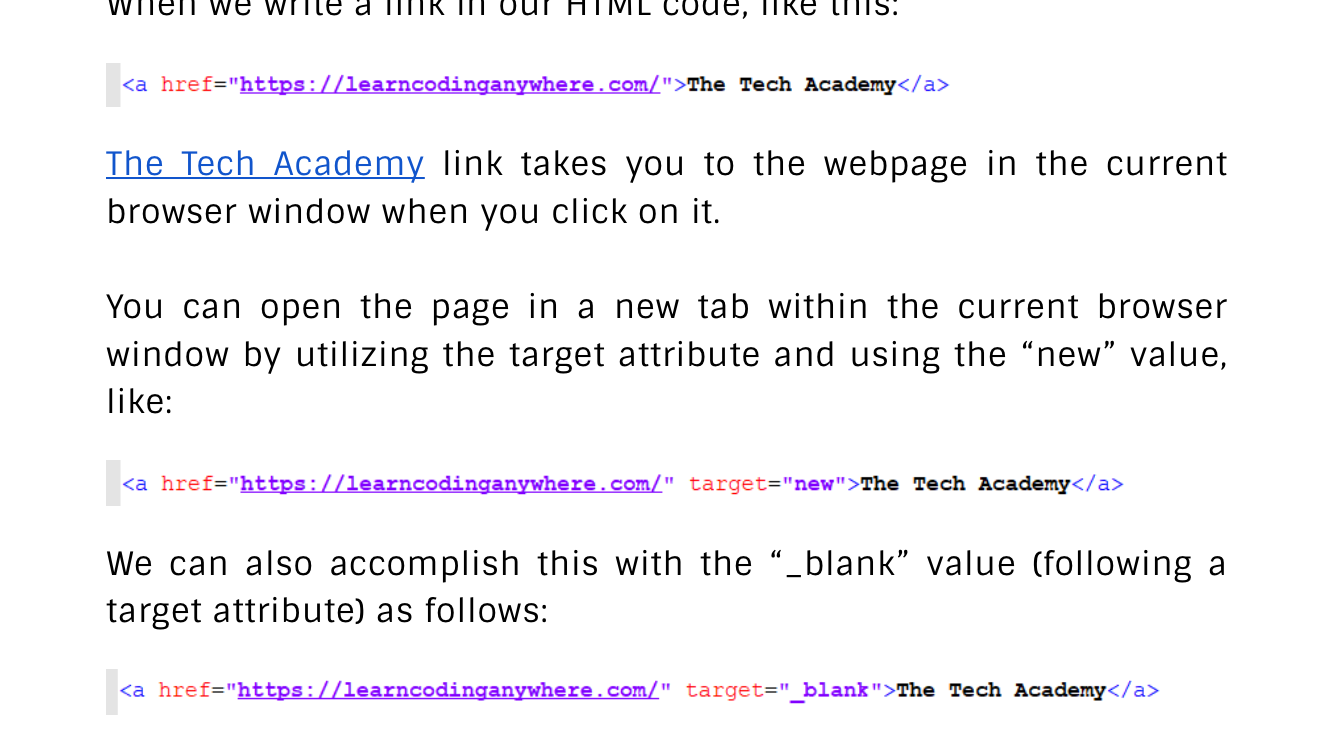 When we write a link in our HTML code, like this:
<a href="https://learncodinganywhere.com/">The Tech Academy</a>
The Tech Academy link takes you to the webpage in the current
browser window when you click on it.
You can open the page in a new tab within the current browser
window by utilizing the target attribute and using the “new” value,
like:
<a href="https://learncodinganywhere.com/" target="new">The Tech Academy</a>
We can also accomplish this with the “_blank” value (following a
target attribute) as follows:
<a href="https://learncodinganywhere.com/" target="_blank">The Tech Academy</a>